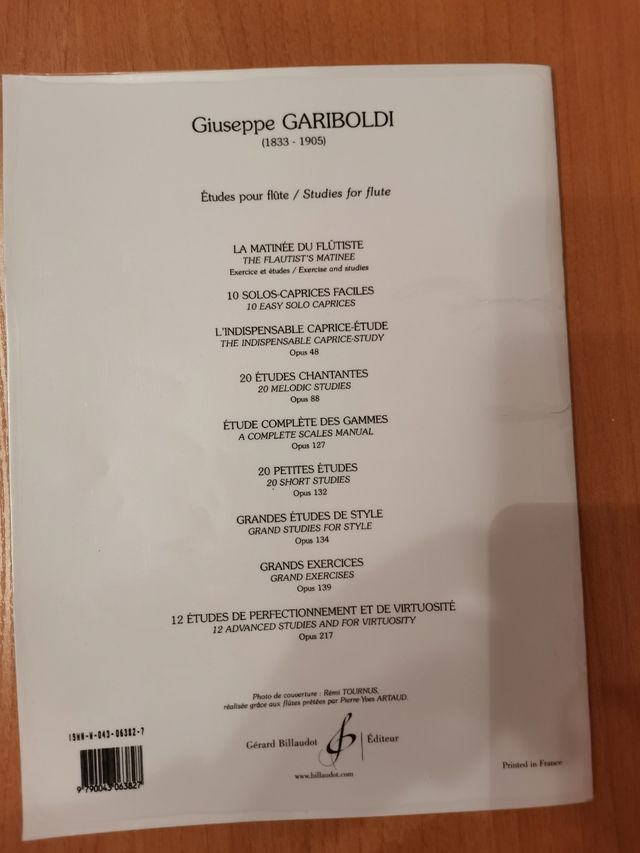 Giuseppe GARIBOLDI
(1833 - 1905)
Études pour flûte / Studies for flute
LA MATINÉE DU FLÛTISTE
THE FLAUTIST'S MATINEE
Exercice et études / Exercise and studies
10 SOLOS-CAPRICES FACILES
10 EASY SOLO CAPRICES
L'INDISPENSABLE CAPRICE-ÉTUDE
THE INDISPENSABLE CAPRICE-STUDY
Opus 48
20 ÉTUDES CHANTANTES
20 MELODIC STUDIES
Opus 88
ÉTUDE COMPLÈTE DES GAMMES
A COMPLETE SCALES MANUAL
Opus 127
20 PETITES ÉTUDES
20 SHORT STUDIES
Opus 132
GRANDES ÉTUDES DE STYLE
GRAND STUDIES FOR STYLE
Opus 134
GRANDS EXERCICES
GRAND EXERCISES
Opus 139
12 ÉTUDES DE PERFECTIONNEMENT ET DE VIRTUOSITÉ
12 ADVANCED STUDIES AND FOR VIRTUOSITY
Opus 217
Photo de couverture : Rémi TOURNUS,
réalisée grâce aux flûtes prêtées par Pierre-Yves ARTAUD.
ISMN-M-043-06382-7
9 790043 063827
Gérard Billaudot Éditeur
www.billaudot.com
Printed in France